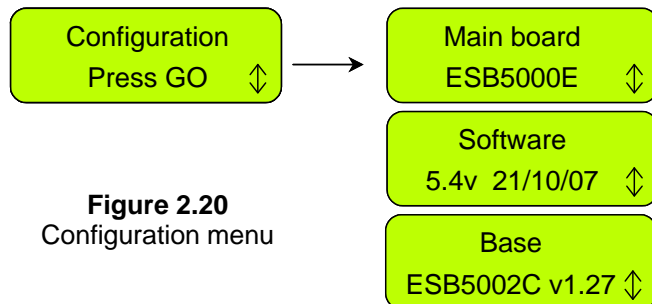 Configuration
Press GO
Main board
ESB5000E
Software
5.4v 21/10/07
Base
ESB5002C v1.27
Figure 2.20
Configuration menu